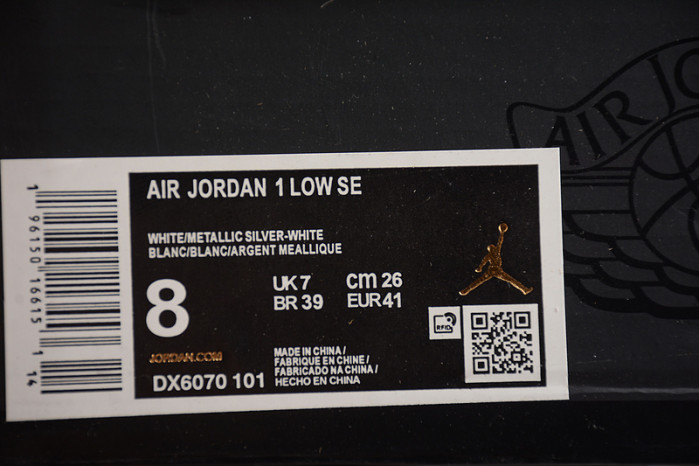 AIR JO
AIR JORDAN 1 LOW SE
WHITE/METALLIC SILVER-WHITE
BLANC/BLANC/ARGENT MEALLIQUE
8
UK 7
cm 26
BR 39
EUR 41
RFID
JORDAN.COM
DX6070 101
MADE IN CHINA /
FABRIQUE EN CHINE /
FABRICADO NA CHINA /
HECHO EN CHINA
1 96150 16615 1 14